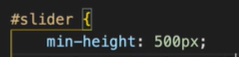 #slider {
min-height: 500px;